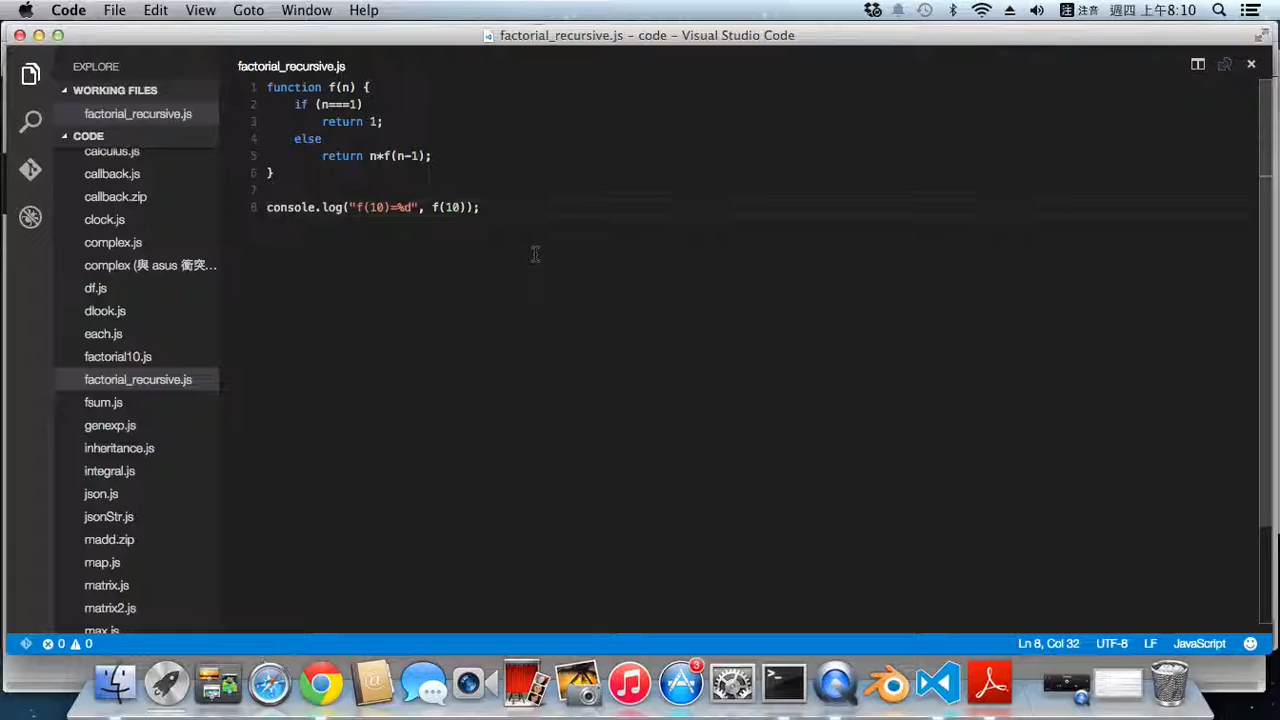 Code File Edit View Goto Window Help 注音 週四 上午8:10
factorial_recursive.js - code - Visual Studio Code
EXPLORE
WORKING FILES
factorial_recursive.js
CODE
calculus.js
callback.js
callback.zip
clock.js
complex.js
complex (與 asus 衝突...
df.js
dlook.js
each.js
factorial10.js
factorial_recursive.js
fsum.js
genexp.js
inheritance.js
integral.js
json.js
jsonStr.js
madd.zip
map.js
matrix.js
matrix2.js
max.js
factorial_recursive.js
1 function f(n) {
2 if (n===1)
3 return 1;
4 else
5 return n*f(n-1);
6 }
7
8 console.log("f(10)=%d", f(10));
0 0 Ln 8, Col 32 UTF-8 LF JavaScript
3